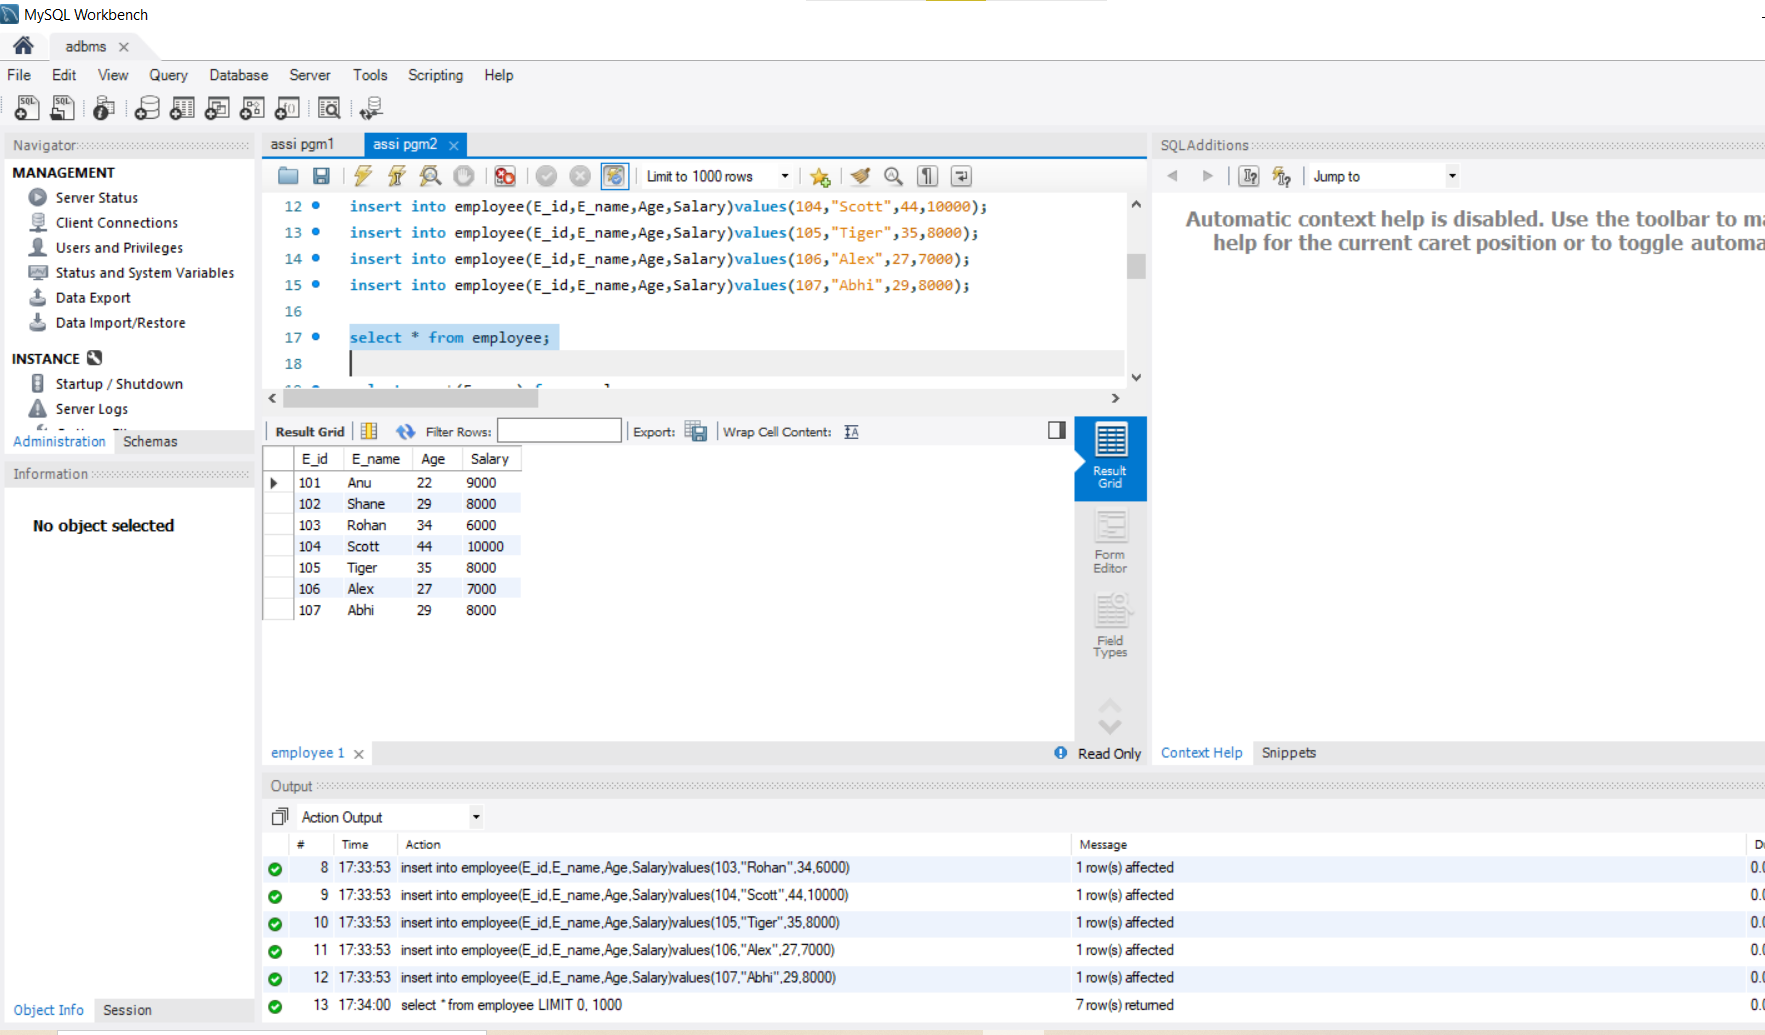 MySQL Workbench
adbms
File Edit View Query Database Server Tools Scripting Help
Navigator
MANAGEMENT
Server Status
Client Connections
Users and Privileges
Status and System Variables
Data Export
Data Import/Restore
INSTANCE
Startup / Shutdown
Server Logs
Administration Schemas
Information
No object selected
Object Info Session
assi pgm1 assi pgm2
Limit to 1000 rows
12 insert into employee(E_id,E_name,Age,Salary)values(104,"Scott",44,10000);
13 insert into employee(E_id,E_name,Age,Salary)values(105,"Tiger",35,8000);
14 insert into employee(E_id,E_name,Age,Salary)values(106,"Alex",27,7000);
15 insert into employee(E_id,E_name,Age,Salary)values(107,"Abhi",29,8000);
16
17 select * from employee;
18
Result Grid Filter Rows: Export: Wrap Cell Content:
E_id E_name Age Salary
101 Anu 22 9000
102 Shane 29 8000
103 Rohan 34 6000
104 Scott 44 10000
105 Tiger 35 8000
106 Alex 27 7000
107 Abhi 29 8000
Result
Grid
Form
Editor
Field
Types
employee 1 Read Only
SQLAdditions
Jump to
Automatic context help is disabled. Use the toolbar to ma
help for the current caret position or to toggle automa
Context Help Snippets
Output
Action Output
# Time Action Message
8 17:33:53 insert into employee(E_id,E_name,Age,Salary)values(103,"Rohan",34,6000) 1 row(s) affected 0.0
9 17:33:53 insert into employee(E_id,E_name,Age,Salary)values(104,"Scott",44,10000) 1 row(s) affected 0.0
10 17:33:53 insert into employee(E_id,E_name,Age,Salary)values(105,"Tiger",35,8000) 1 row(s) affected 0.0
11 17:33:53 insert into employee(E_id,E_name,Age,Salary)values(106,"Alex",27,7000) 1 row(s) affected 0.0
12 17:33:53 insert into employee(E_id,E_name,Age,Salary)values(107,"Abhi",29,8000) 1 row(s) affected 0.0
13 17:34:00 select * from employee LIMIT 0, 1000 7 row(s) returned 0.0